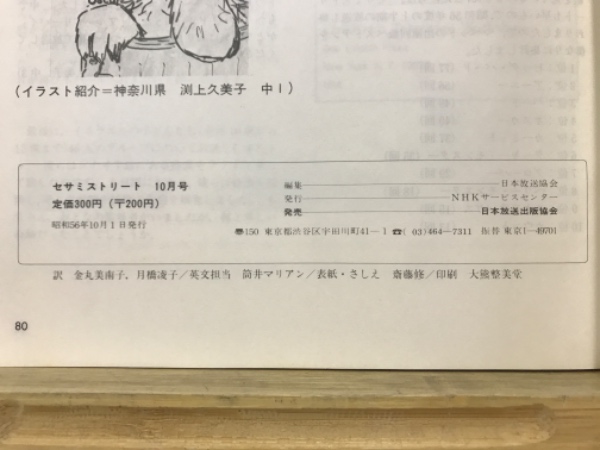 (イラスト紹介=神奈川県 渕上久美子 中1)
セサミストリート 10月号
定価300円(〒200円)
昭和56年10月1日発行
編集 日本放送協会
発行 NHKサービスセンター
発売 日本放送出版協会
150 東京都渋谷区宇田川町41-1 ☎(03)464-7311 振替 東京1-49701
訳 金丸美南子, 月橋凌子/英文担当 筒井マリアン/表紙・さしえ 齋藤修/印刷 大熊整美堂
80